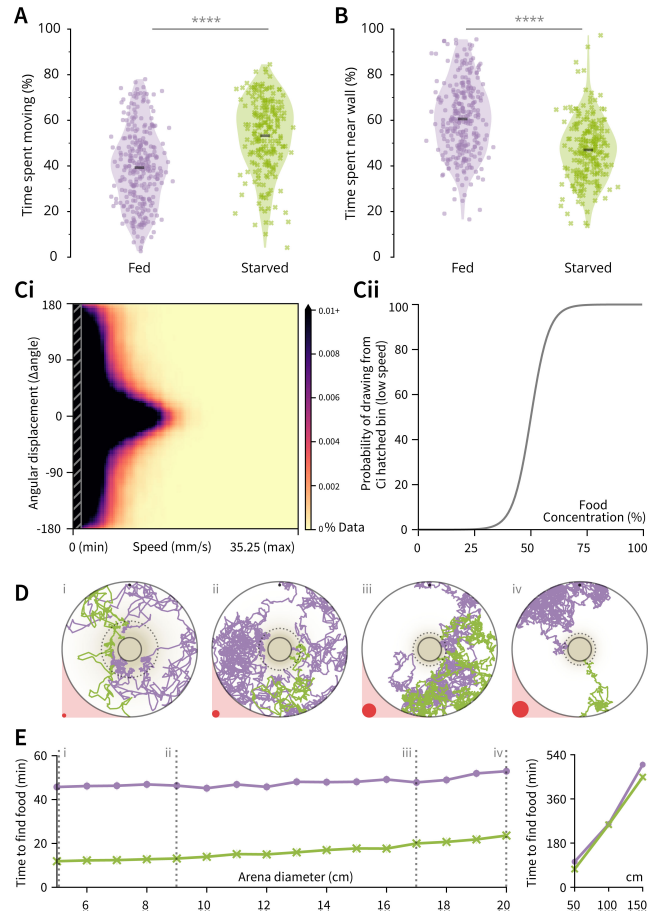 A
B
****
****
100
80
60
40
20
0
Time spent moving (%)
Fed
Starved
100
80
60
40
20
0
Time spent near wall (%)
Fed
Starved
Ci
Cii
180
90
0
-90
-180
Angular displacement (Δangle)
0 (min)
Speed (mm/s)
35.25 (max)
0.01+
0.008
0.006
0.004
0.002
0% Data
100
80
60
40
20
0
Probability of drawing from
Ci hatched bin (low speed)
Food
Concentration (%)
0
25
50
75
100
D
i
ii
iii
iv
E
60
40
20
0
Time to find food (min)
i
ii
iii
iv
Arena diameter (cm)
6
8
10
12
14
16
18
20
540
360
180
0
Time to find food (min)
cm
50
100
150